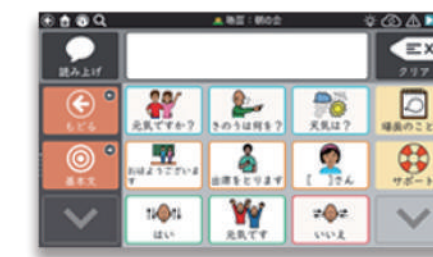 地区：朝の会
読み上げ
クリア
もどる
元気ですか？
きのうは何を？
天気は？
場面のこと
基本文
おはようございま
す
出席をとります
[　]さん
サポート
はい
元気です
いいえ